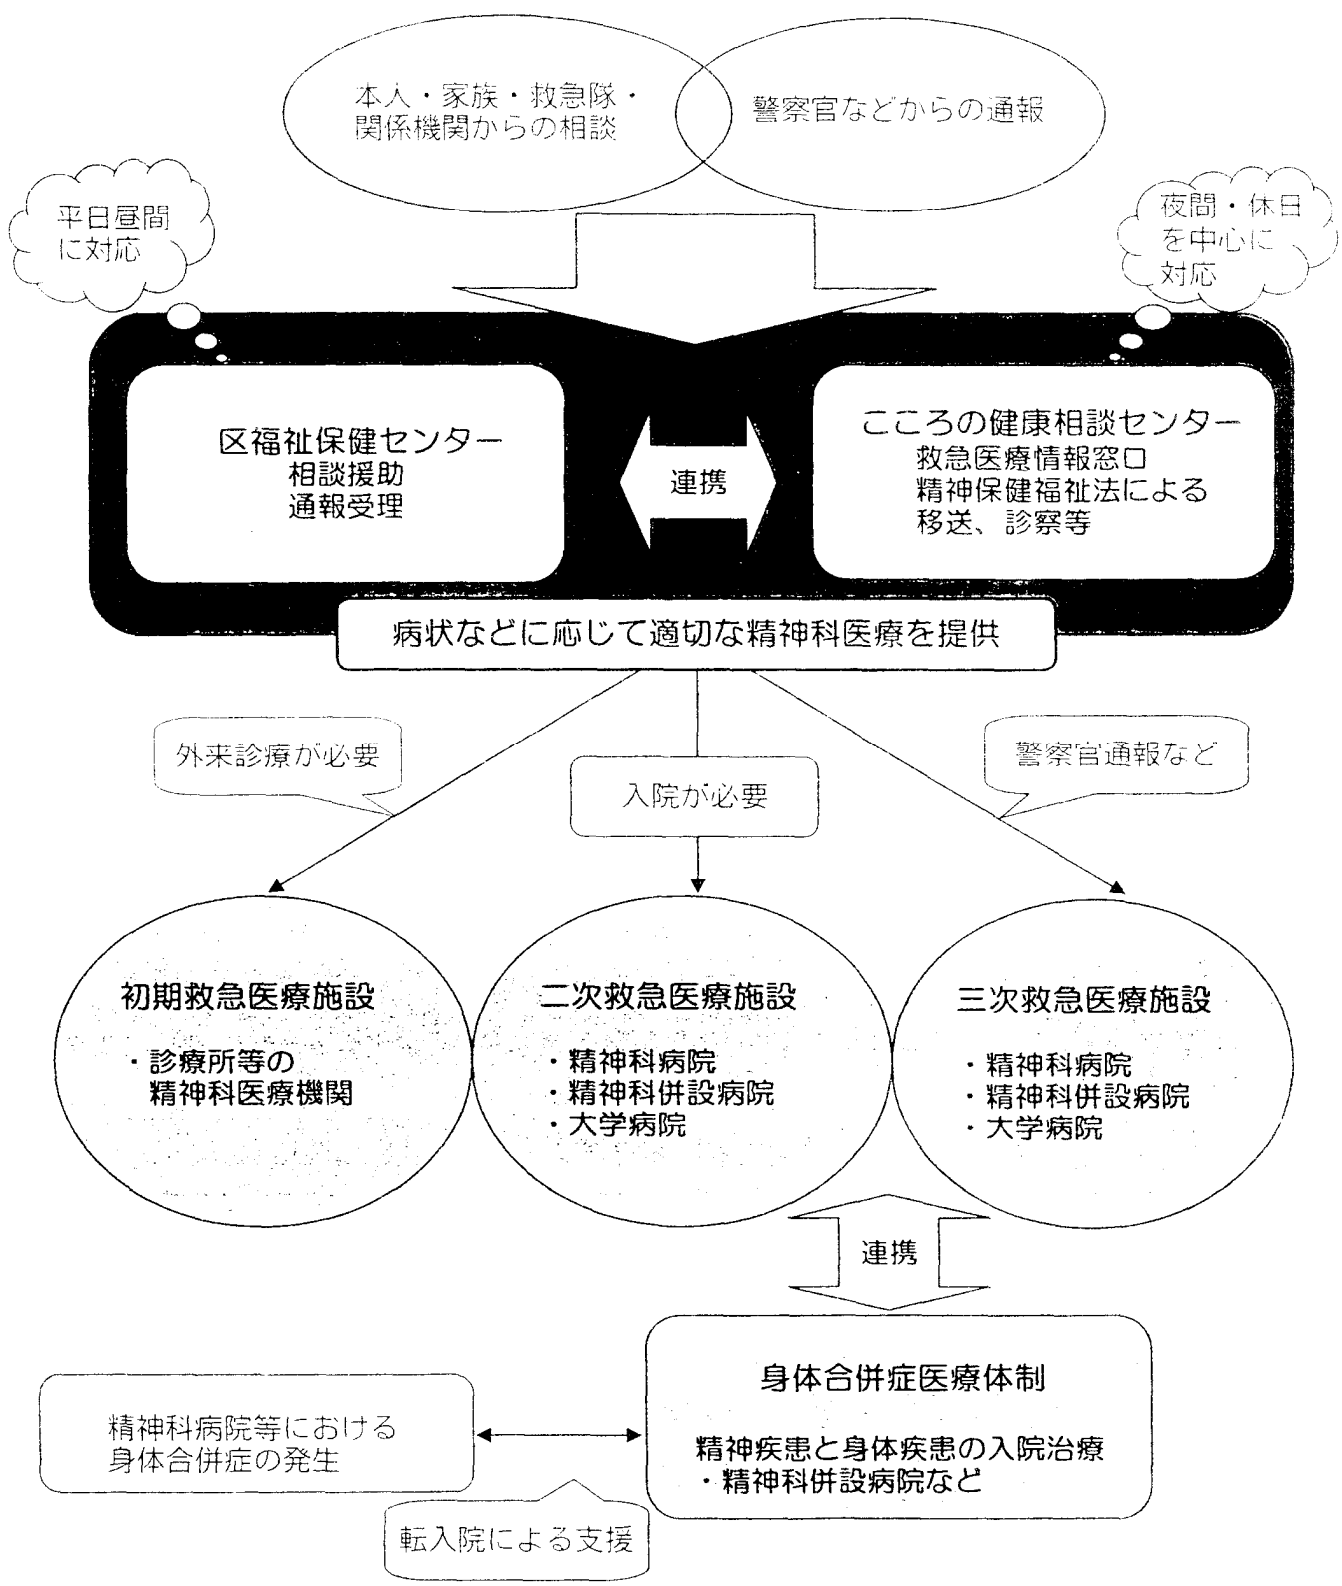 本人・家族・救急隊・
関係機関からの相談
警察官などからの通報
平日昼間
に対応
夜間・休日
を中心に
対応
区福祉保健センター
相談援助
通報受理
連携
こころの健康相談センター
救急医療情報窓口
精神保健福祉法による
移送、診察等
病状などに応じて適切な精神科医療を提供
外来診療が必要
入院が必要
警察官通報など
初期救急医療施設
・診療所等の
精神科医療機関
二次救急医療施設
・精神科病院
・精神科併設病院
・大学病院
三次救急医療施設
・精神科病院
・精神科併設病院
・大学病院
連携
身体合併症医療体制
精神疾患と身体疾患の入院治療
・精神科併設病院など
精神科病院等における
身体合併症の発生
転入院による支援